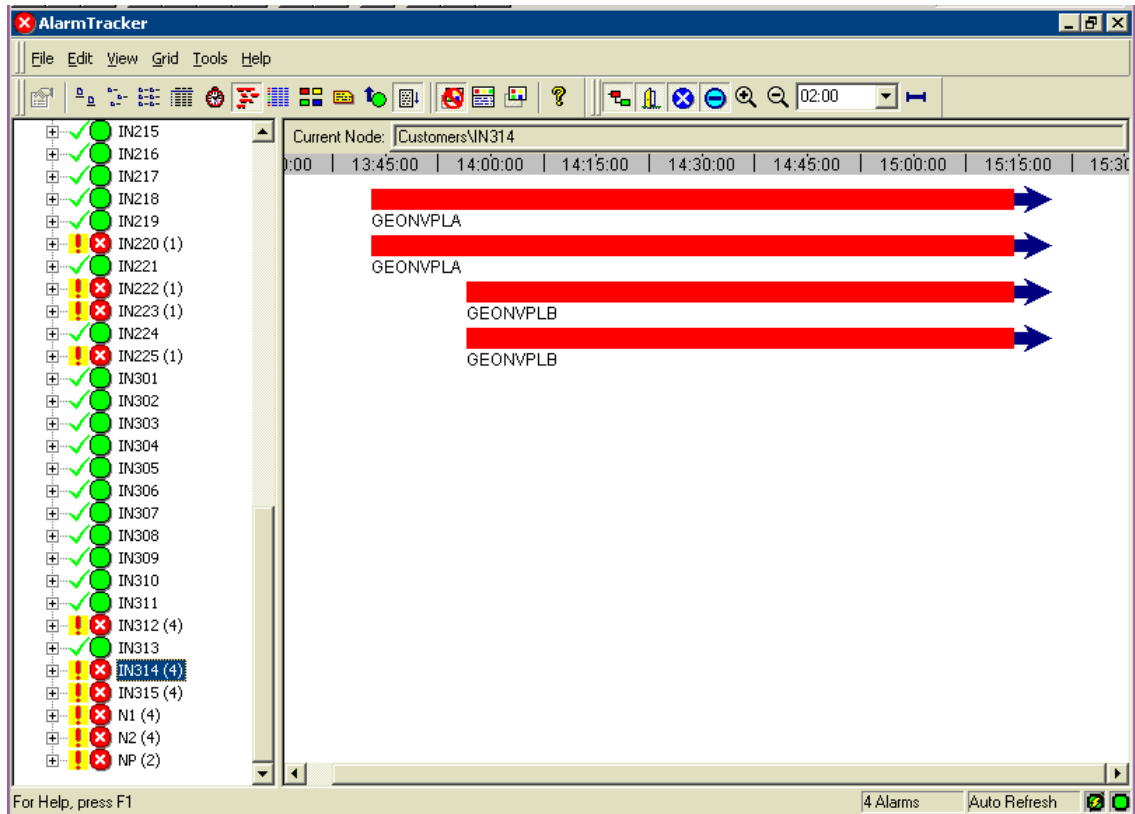 AlarmTracker
File Edit View Grid Tools Help
02:00
IN215
IN216
IN217
IN218
IN219
IN220 (1)
IN221
IN222 (1)
IN223 (1)
IN224
IN225 (1)
IN301
IN302
IN303
IN304
IN305
IN306
IN307
IN308
IN309
IN310
IN311
IN312 (4)
IN313
IN314 (4)
IN315 (4)
N1 (4)
N2 (4)
NP (2)
Current Node: Customers\IN314
0:00 | 13:45:00 | 14:00:00 | 14:15:00 | 14:30:00 | 14:45:00 | 15:00:00 | 15:15:00 | 15:30
GEONVPLA
GEONVPLA
GEONVPLB
GEONVPLB
For Help, press F1 4 Alarms Auto Refresh